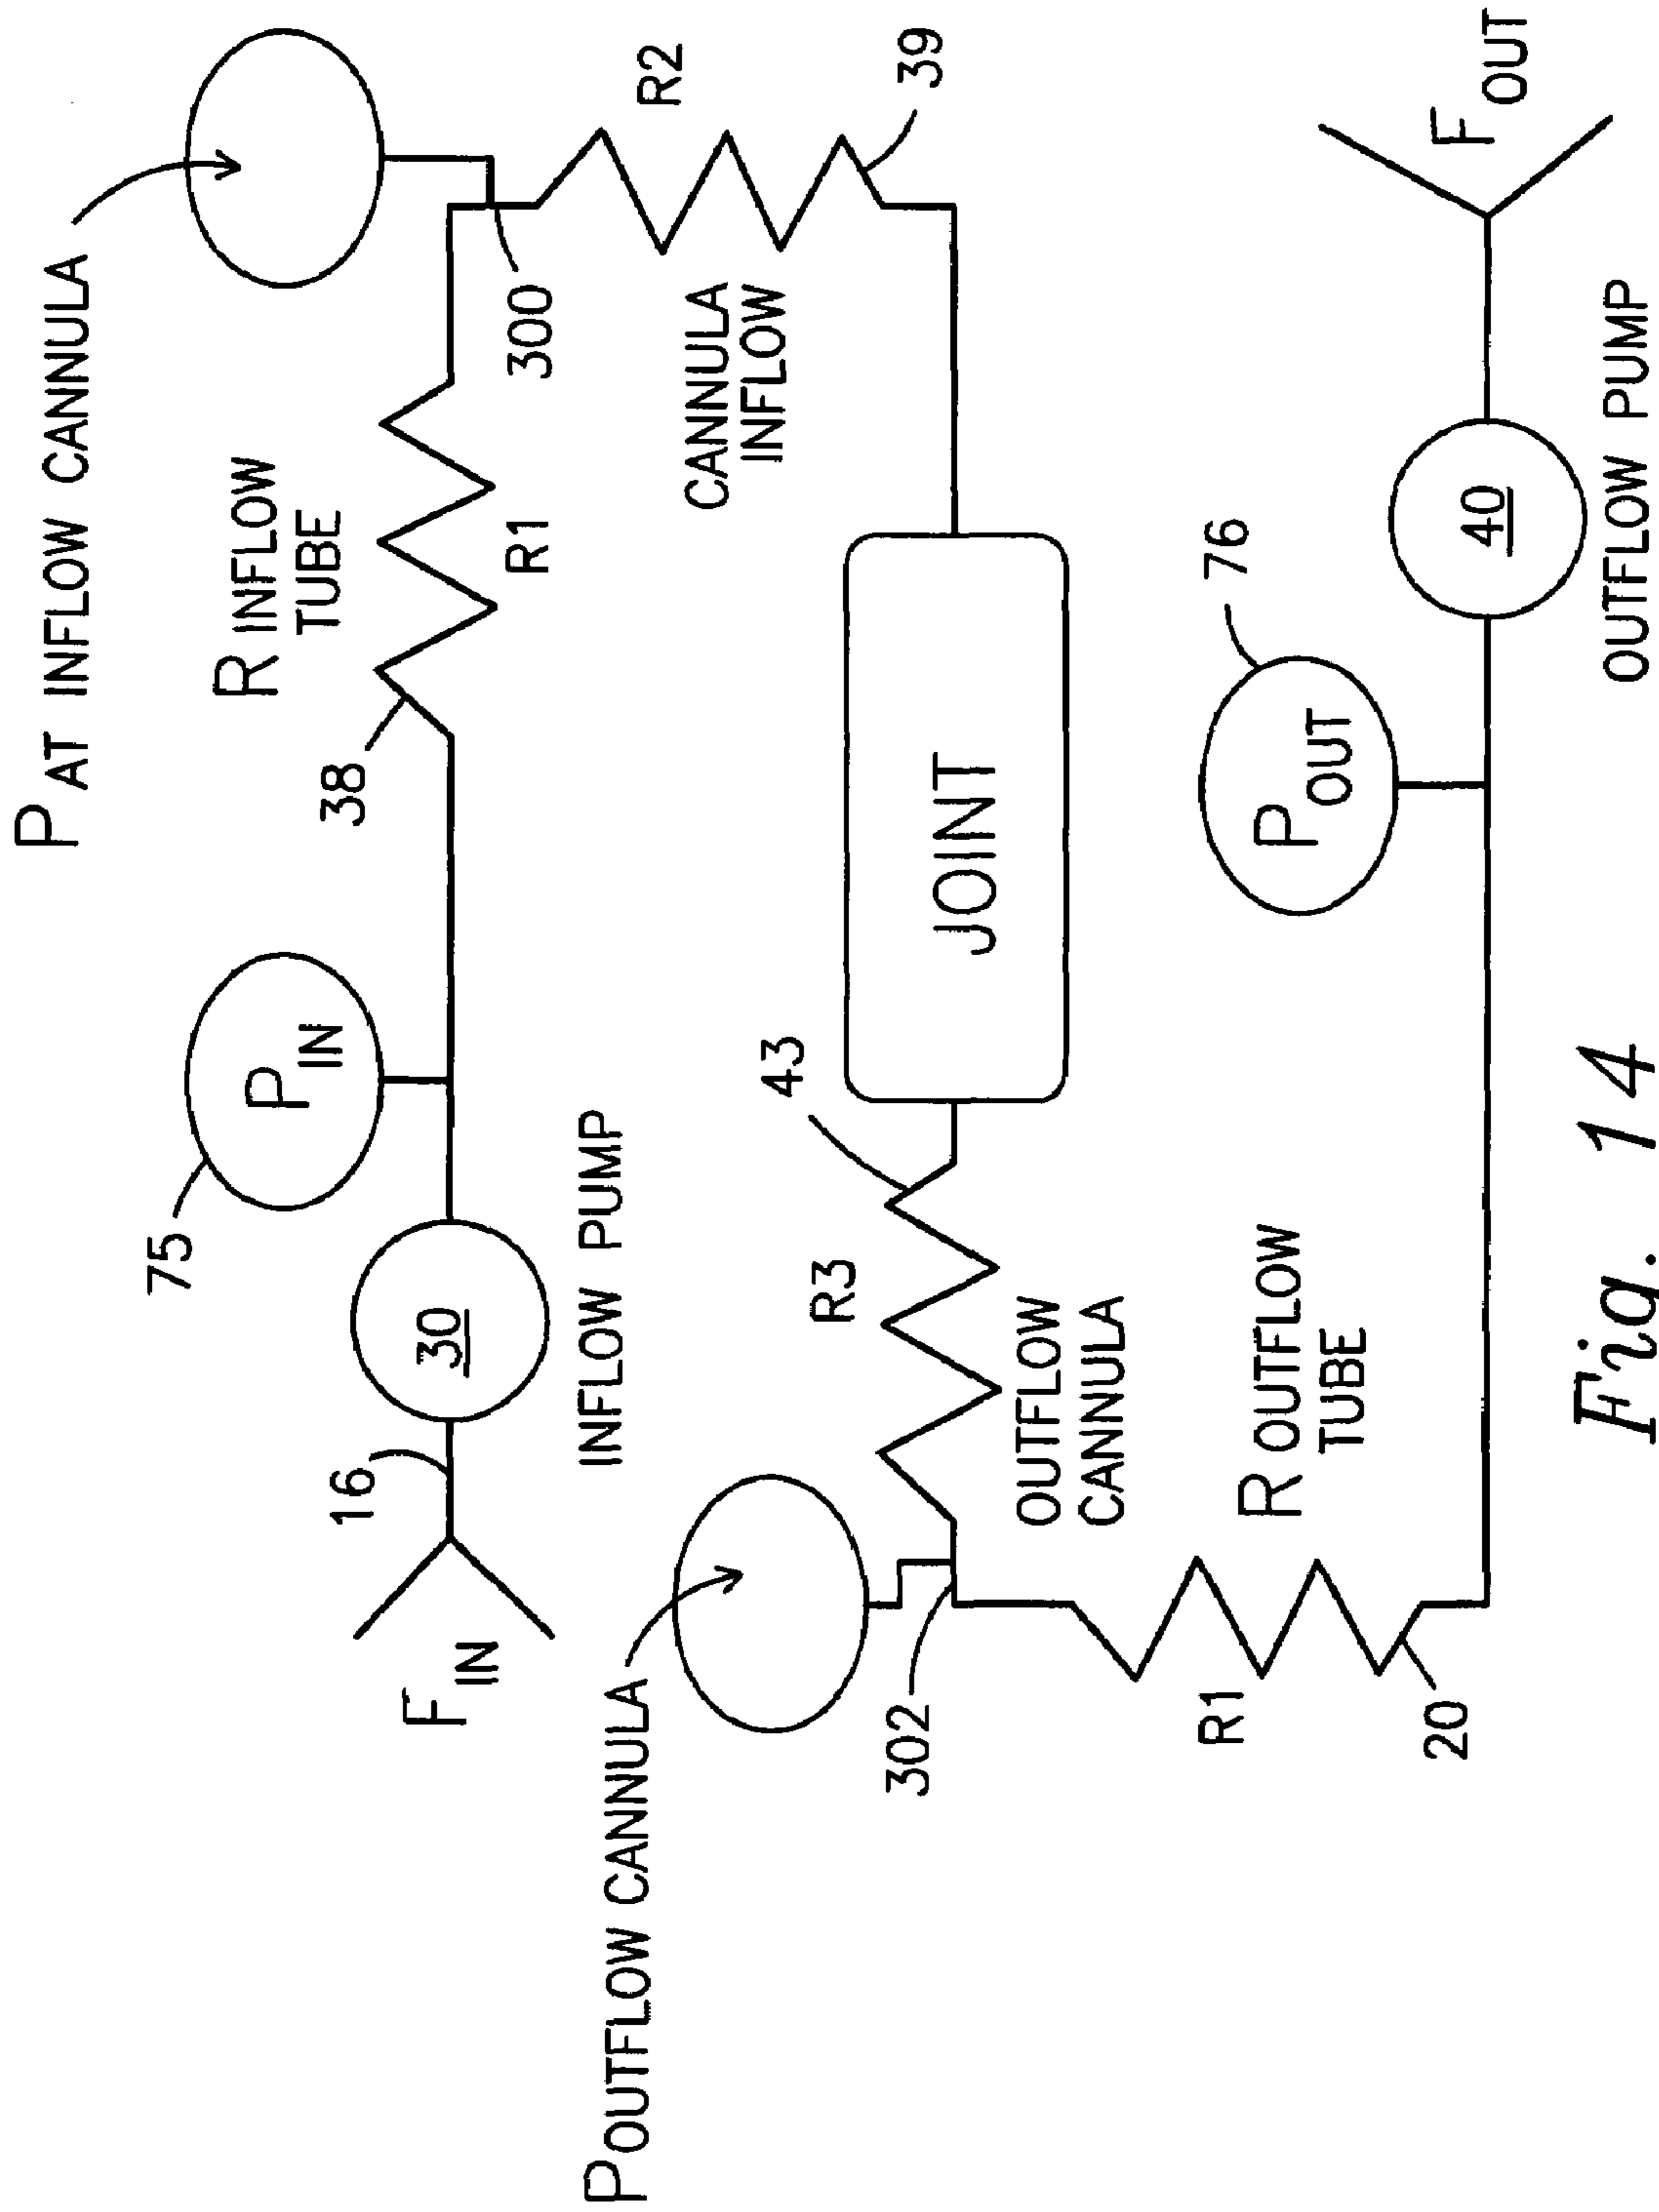 P AT INFLOW CANNULA
R INFLOW
TUBE
R1
38
300
R2
39
CANNULA
INFLOW
75
P IN
16
30
INFLOW PUMP
F IN
JOINT
43
R3
OUTFLOW
CANNULA
P OUTFLOW CANNULA
302
R1
20
R OUTFLOW
TUBE
76
P OUT
40
OUTFLOW PUMP
F OUT
Fig. 14